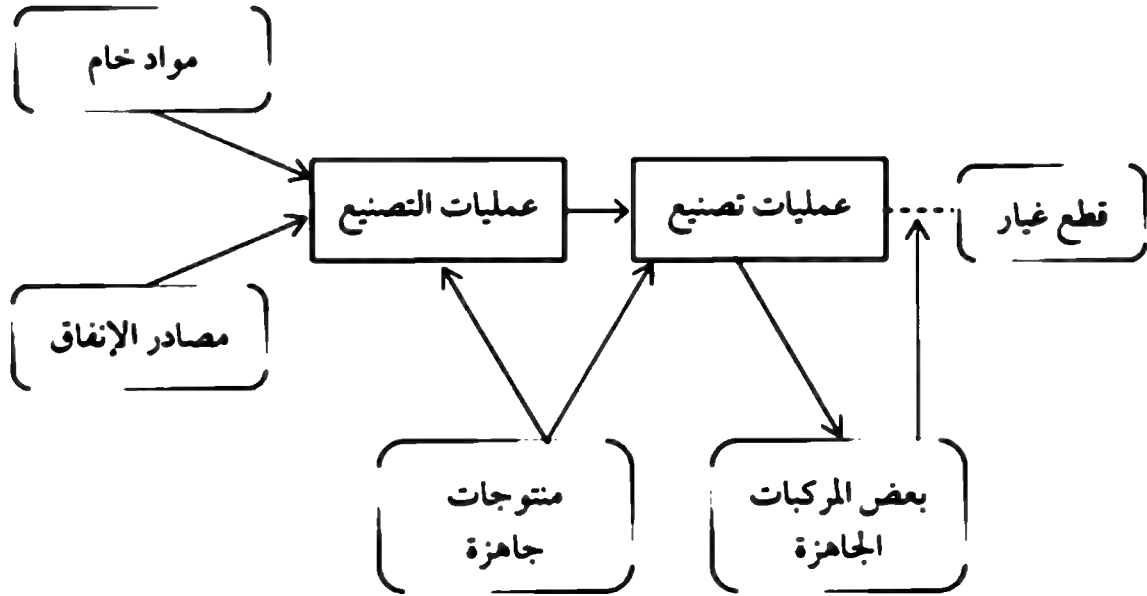 مواد خام
عمليات التصنيع
عمليات تصنيع
قطع غيار
مصادر الإنفاق
منتوجات
جاهزة
بعض المركبات
الجاهزة